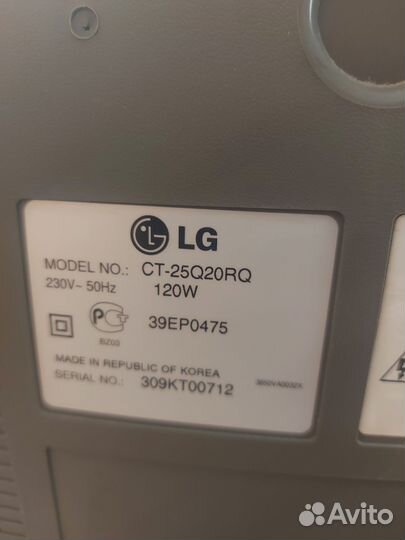 LG
MODEL NO.: CT-25Q20RQ
230V~ 50Hz 120W
PC
39EP0475
BZ03
MADE IN REPUBLIC OF KOREA
SERIAL NO.: 309KT00712
Avito